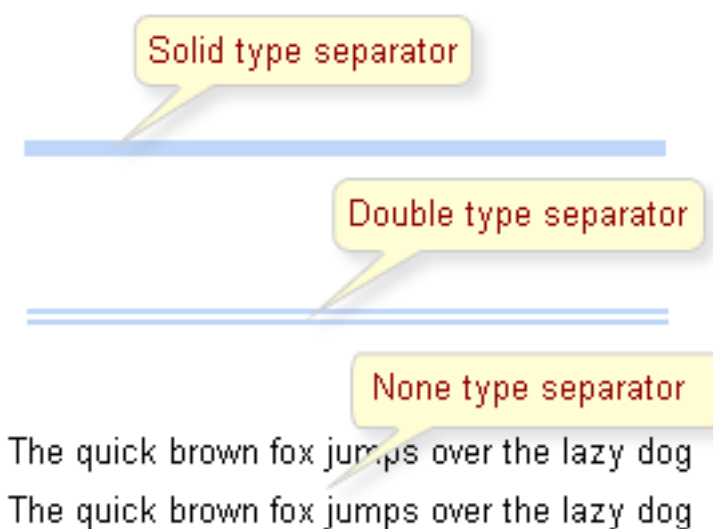 Solid type separator
Double type separator
None type separator
The quick brown fox jumps over the lazy dog
The quick brown fox jumps over the lazy dog